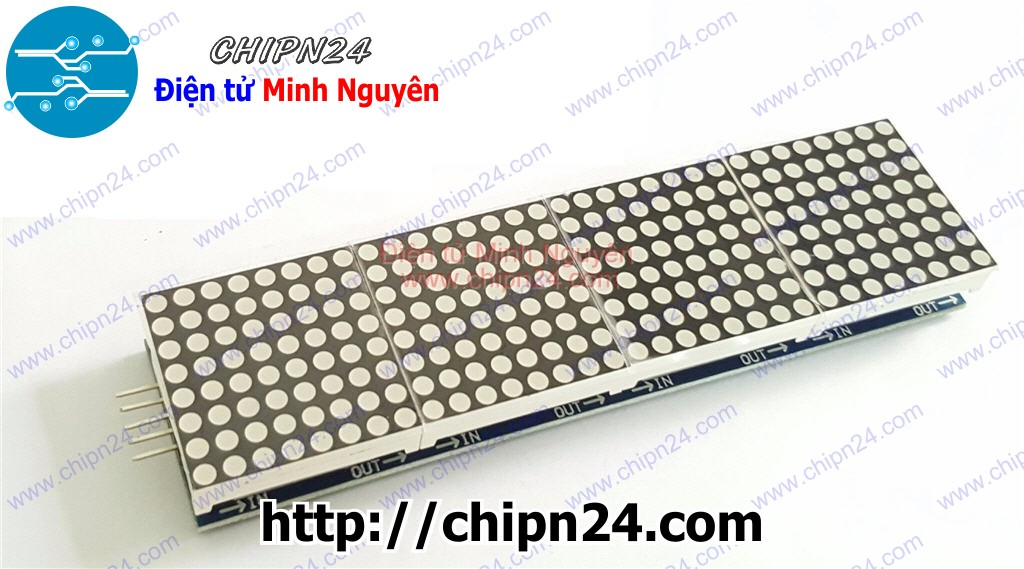 CHIPN24
Điện tử Minh Nguyên
Điện tử Minh Nguyên
www.chipn24.com
IN OUT IN OUT IN OUT IN OUT
http://chipn24.com
www.chipn24.com